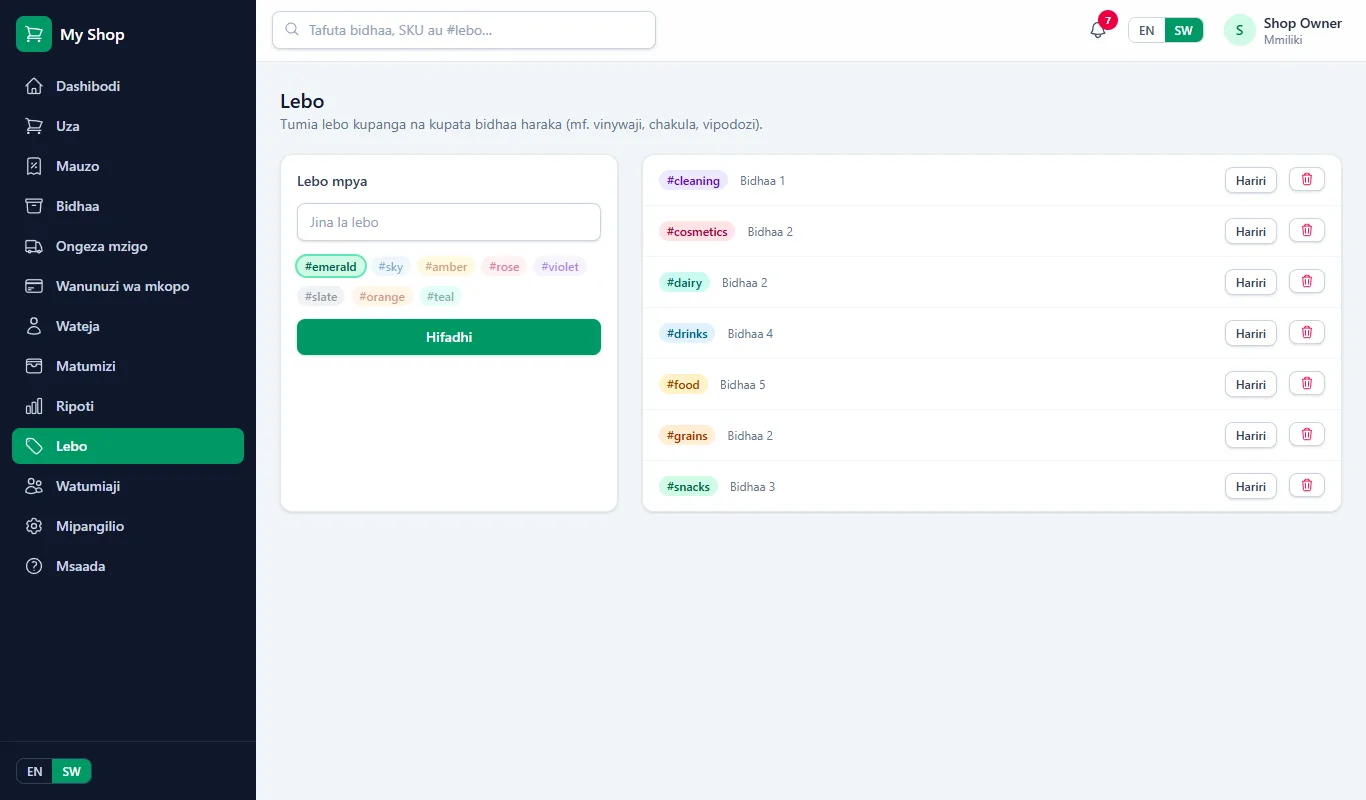 My Shop
Dashibodi
Uza
Mauzo
Bidhaa
Ongeza mzigo
Wanunuzi wa mkopo
Wateja
Matumizi
Ripoti
Lebo
Watumiaji
Mipangilio
Msaada
EN SW
Tafuta bidhaa, SKU au #lebo...
7
EN SW
S
Shop Owner
Mmiliki
Lebo
Tumia lebo kupanga na kupata bidhaa haraka (mf. vinywaji, chakula, vipodozi).
Lebo mpya
Jina la lebo
#emerald #sky #amber #rose #violet
#slate #orange #teal
Hifadhi
#cleaning Bidhaa 1 Hariri
#cosmetics Bidhaa 2 Hariri
#dairy Bidhaa 2 Hariri
#drinks Bidhaa 4 Hariri
#food Bidhaa 5 Hariri
#grains Bidhaa 2 Hariri
#snacks Bidhaa 3 Hariri